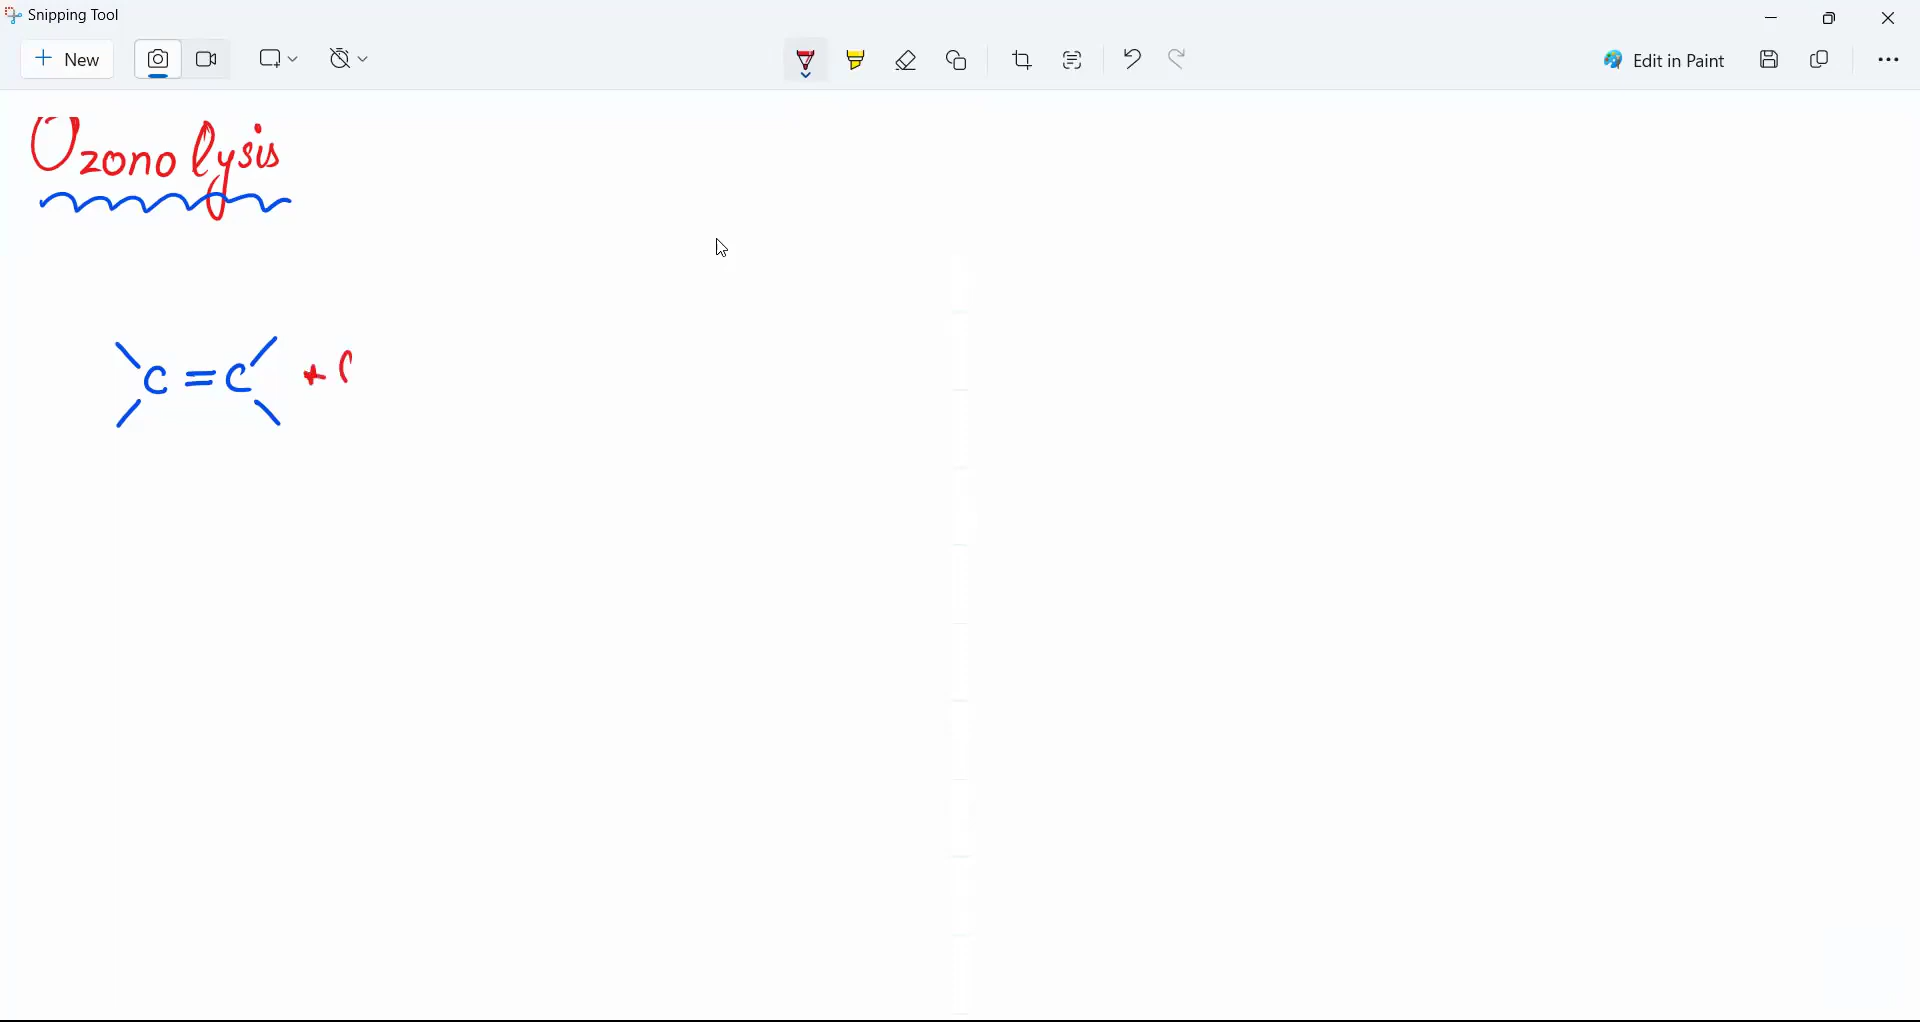 Snipping Tool
New
Edit in Paint
Ozonolysis
C = C +